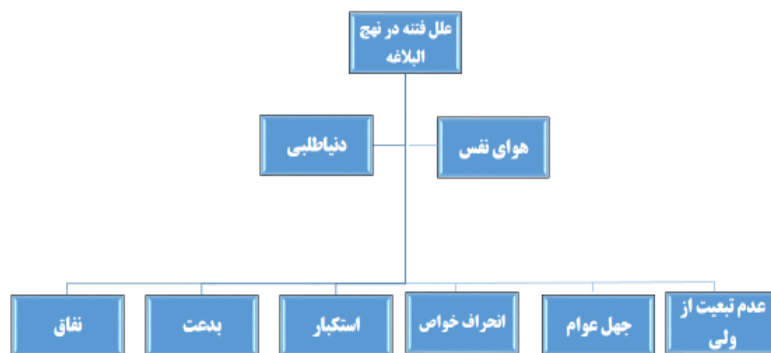 علل فتنه در نهج
البلاغه
هوای نفس
دنیاطلبی
عدم تبعیت از
ولی
جهل عوام
انحراف خواص
استکبار
بدعت
نفاق